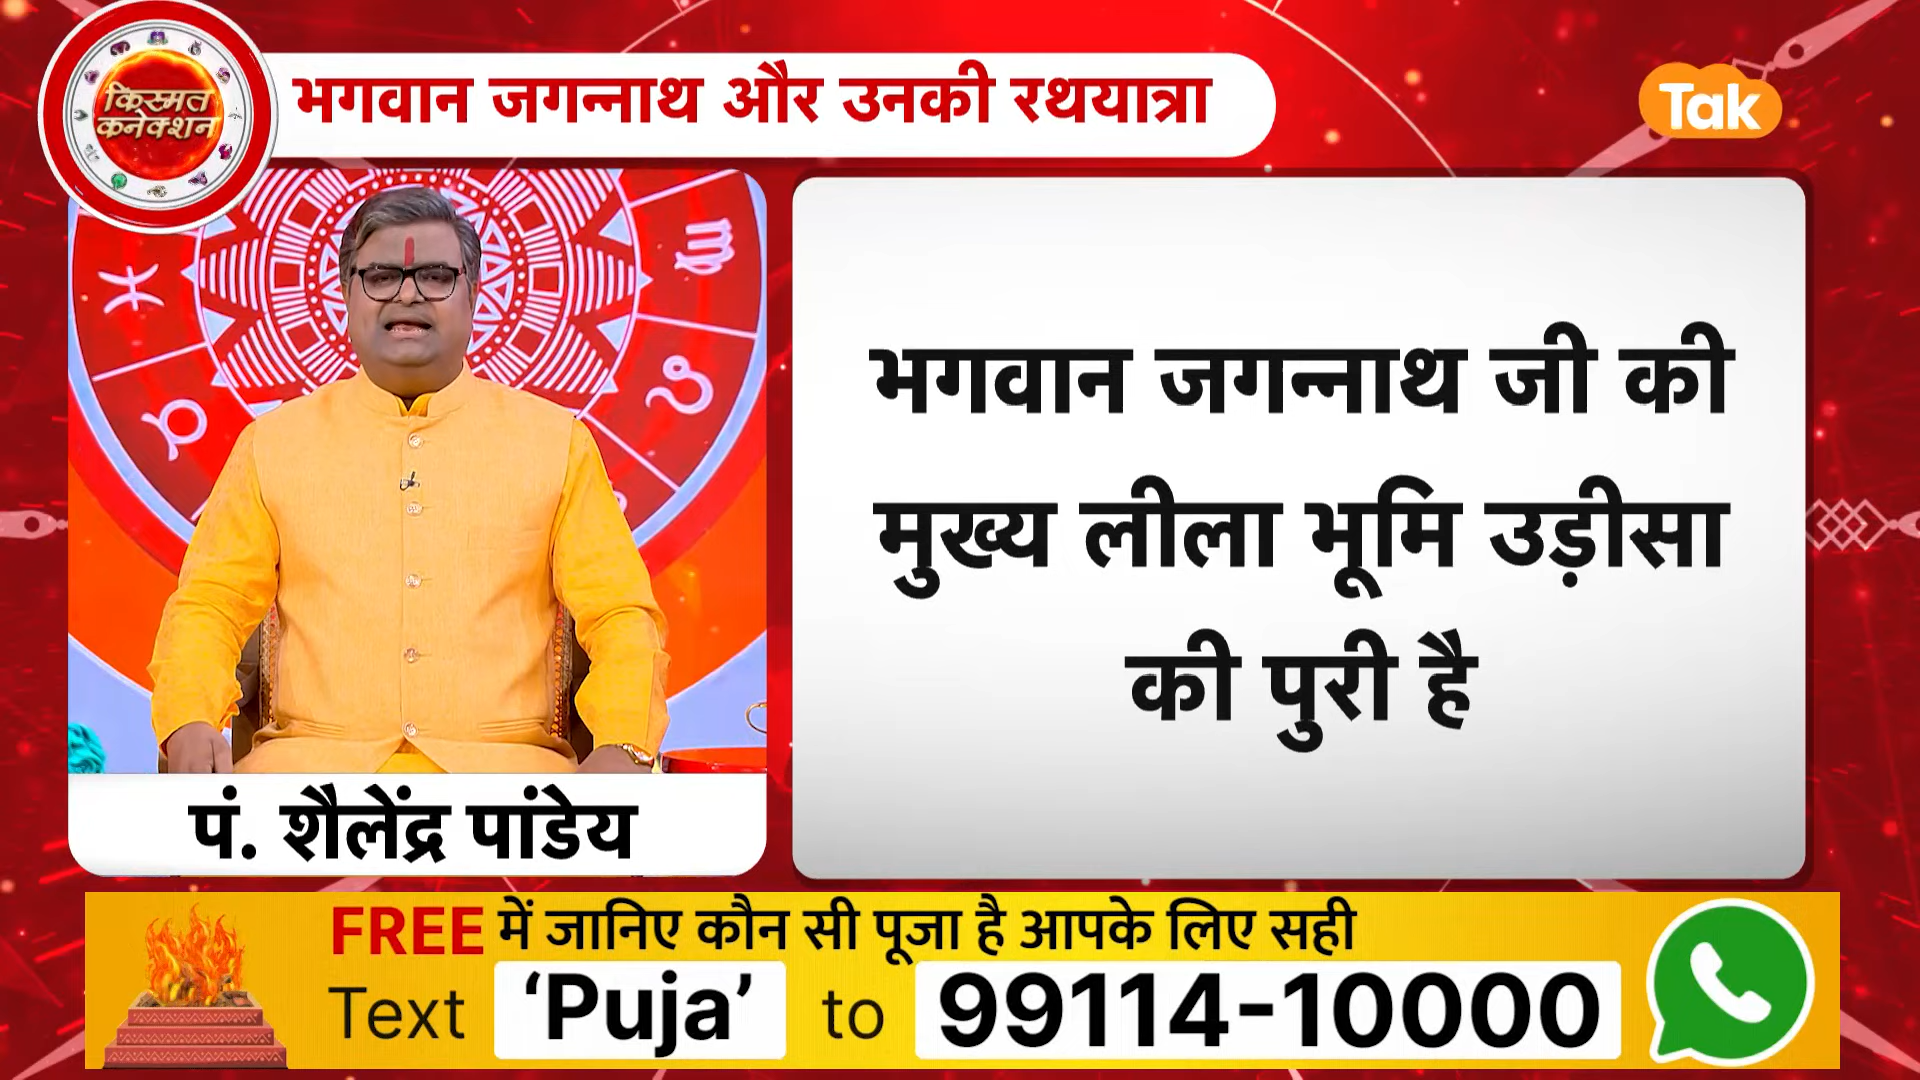 किस्मत
कनेक्शन
भगवान जगन्नाथ और उनकी रथयात्रा
Tak
भगवान जगन्नाथ जी की
मुख्य लीला भूमि उड़ीसा
की पुरी है
पं. शैलेंद्र पांडेय
FREE में जानिए कौन सी पूजा है आपके लिए सही
Text ‘Puja’ to 99114-10000